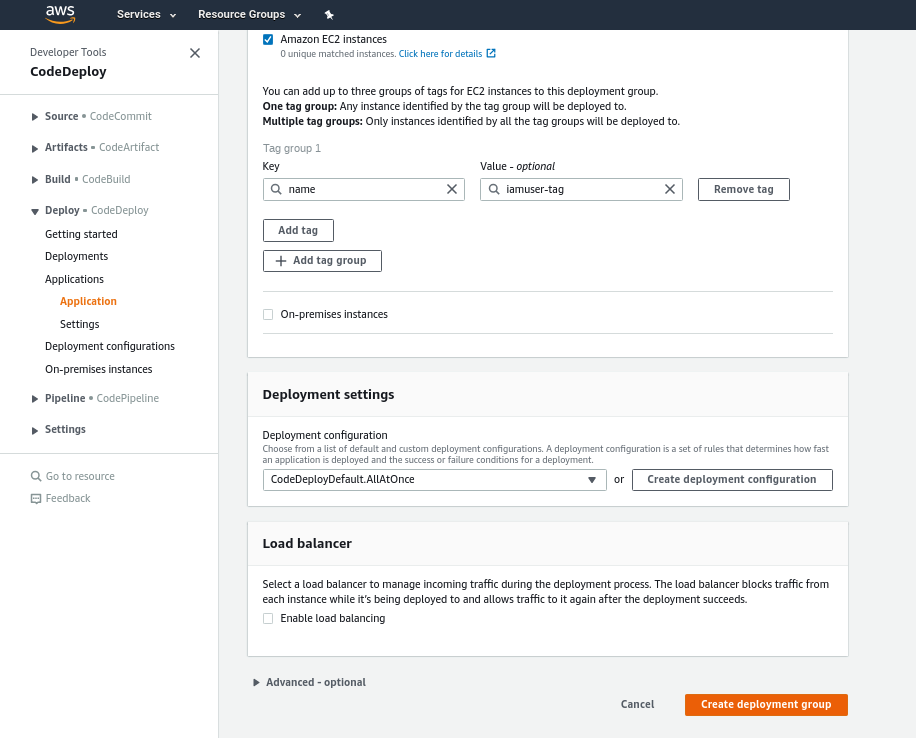 aws
Services
Resource Groups
Developer Tools
CodeDeploy
Source • CodeCommit
Artifacts • CodeArtifact
Build • CodeBuild
Deploy • CodeDeploy
Getting started
Deployments
Applications
Application
Settings
Deployment configurations
On-premises instances
Pipeline • CodePipeline
Settings
Go to resource
Feedback
Amazon EC2 instances
0 unique matched instances. Click here for details
You can add up to three groups of tags for EC2 instances to this deployment group.
One tag group: Any instance identified by the tag group will be deployed to.
Multiple tag groups: Only instances identified by all the tag groups will be deployed to.
Tag group 1
Key
Value - optional
name
iamuser-tag
Remove tag
Add tag
Add tag group
On-premises instances
Deployment settings
Deployment configuration
Choose from a list of default and custom deployment configurations. A deployment configuration is a set of rules that determines how fast
an application is deployed and the success or failure conditions for a deployment.
CodeDeployDefault.AllAtOnce
or
Create deployment configuration
Load balancer
Select a load balancer to manage incoming traffic during the deployment process. The load balancer blocks traffic from
each instance while it's being deployed to and allows traffic to it again after the deployment succeeds.
Enable load balancing
Advanced - optional
Cancel
Create deployment group